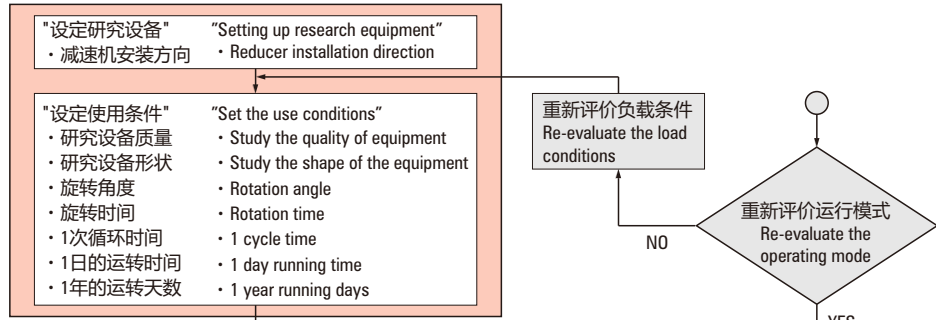 "设定研究设备"
・减速机安装方向
"Setting up research equipment"
・Reducer installation direction
"设定使用条件"
・研究设备质量
・研究设备形状
・旋转角度
・旋转时间
・1次循环时间
・1日的运转时间
・1年的运转天数
"Set the use conditions"
・Study the quality of equipment
・Study the shape of the equipment
・Rotation angle
・Rotation time
・1 cycle time
・1 day running time
・1 year running days
重新评价负载条件
Re-evaluate the load
conditions
重新评价运行模式
Re-evaluate the
operating mode
NO
YES